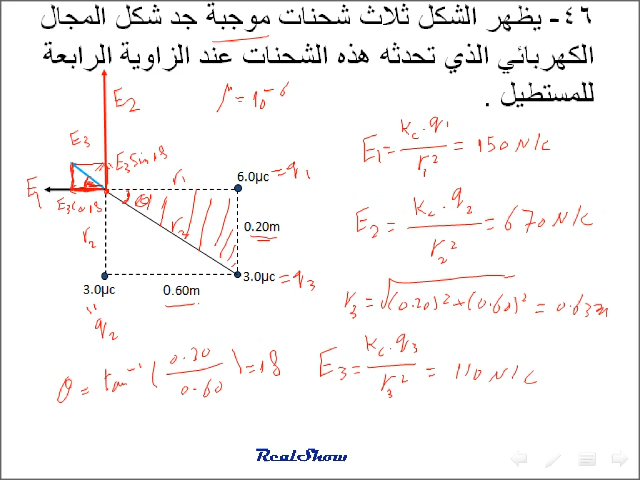 ٤٦- يظهر الشكل ثلاث شحنات موجبة جد شكل المجال
الكهربائي الذي تحدثه هذه الشحنات عند الزاوية الرابعة
للمستطيل .
E2
μ = 10^-6
E3
E3 Sin 18
E1 = kc.q1 / r1² = 150 N/C
E1
r1
6.0μc = q1
E3 Cos 18
θ
r2
r3
0.20m
E2 = kc.q2 / r2² = 670 N/C
3.0μc = q3
3.0μc
0.60m
r3 = √(0.20)² + (0.60)² = 0.63m
q2
θ = tan⁻¹ (0.20 / 0.60) = 18
E3 = kc.q3 / r3² = 110 N/C
RealShow